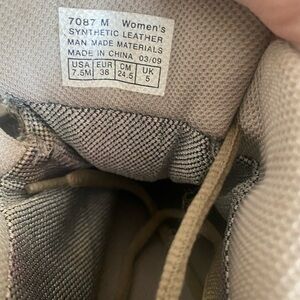 7087 M Women's
SYNTHETIC LEATHER
MAN MADE MATERIALS
MADE IN CHINA 03/09
USA EUR CM UK
7.5M 38 24.5 5